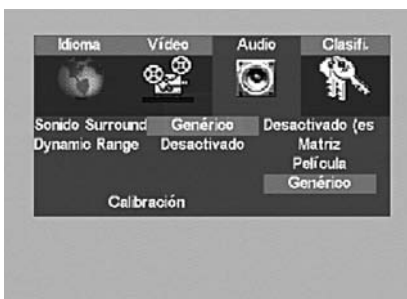 Idioma Vídeo Audio Clasifi.
Sonido Surround Genérico Desactivado (es
Dynamic Range Desactivado Matriz
Película
Genérico
Calibración